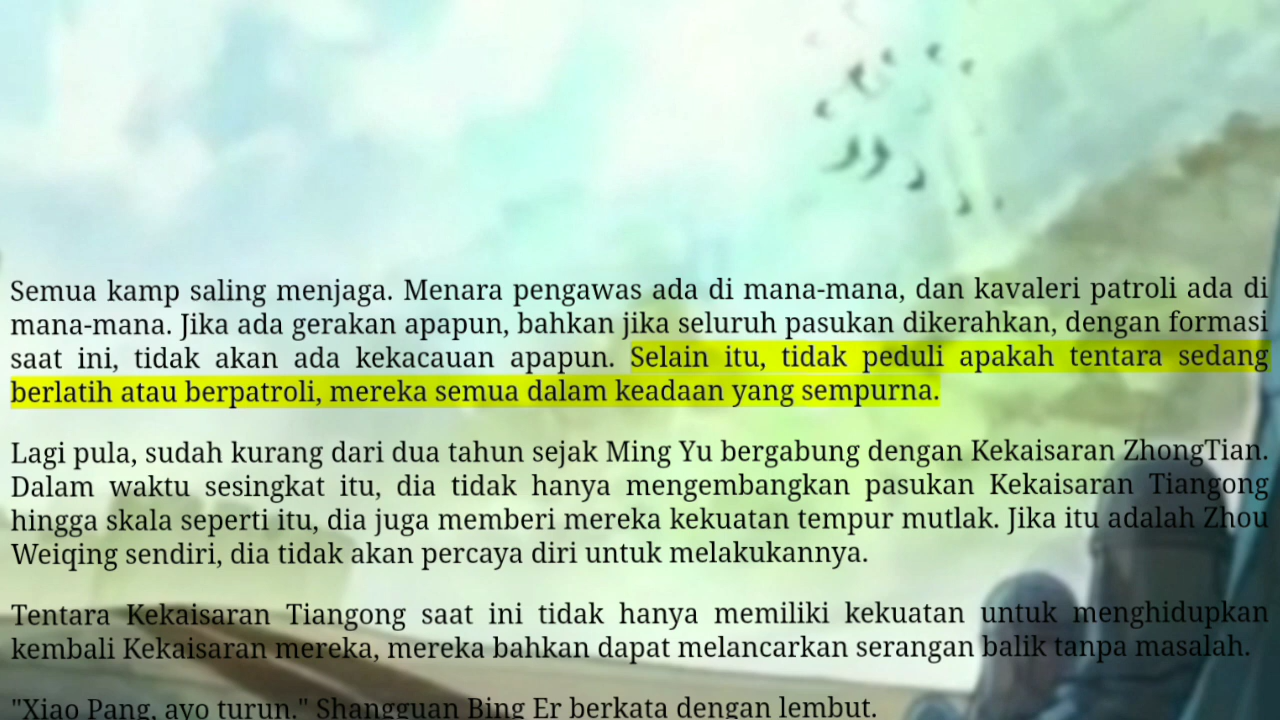 Semua kamp saling menjaga. Menara pengawas ada di mana-mana, dan kavaleri patroli ada di
mana-mana. Jika ada gerakan apapun, bahkan jika seluruh pasukan dikerahkan, dengan formasi
saat ini, tidak akan ada kekacauan apapun. Selain itu, tidak peduli apakah tentara sedang
berlatih atau berpatroli, mereka semua dalam keadaan yang sempurna.
Lagi pula, sudah kurang dari dua tahun sejak Ming Yu bergabung dengan Kekaisaran ZhongTian.
Dalam waktu sesingkat itu, dia tidak hanya mengembangkan pasukan Kekaisaran Tiangong
hingga skala seperti itu, dia juga memberi mereka kekuatan tempur mutlak. Jika itu adalah Zhou
Weiqing sendiri, dia tidak akan percaya diri untuk melakukannya.
Tentara Kekaisaran Tiangong saat ini tidak hanya memiliki kekuatan untuk menghidupkan
kembali Kekaisaran mereka, mereka bahkan dapat melancarkan serangan balik tanpa masalah.
"Xiao Pang, ayo turun." Shangguan Bing Er berkata dengan lembut.